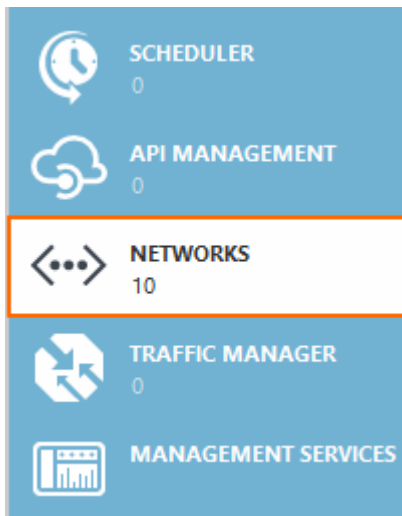 SCHEDULER
0
API MANAGEMENT
0
NETWORKS
10
TRAFFIC MANAGER
0
MANAGEMENT SERVICES